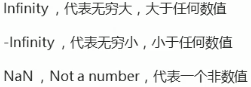 Infinity ，代表无穷大，大于任何数值
-Infinity ，代表无穷小，小于任何数值
NaN ，Not a number，代表一个非数值